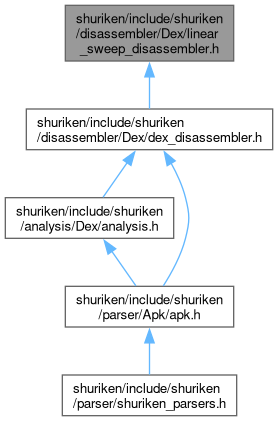 shuriken/include/shuriken
/disassembler/Dex/linear
_sweep_disassembler.h
shuriken/include/shuriken
/disassembler/Dex/dex_disassembler.h
shuriken/include/shuriken
/analysis/Dex/analysis.h
shuriken/include/shuriken
/parser/Apk/apk.h
shuriken/include/shuriken
/parser/shuriken_parsers.h